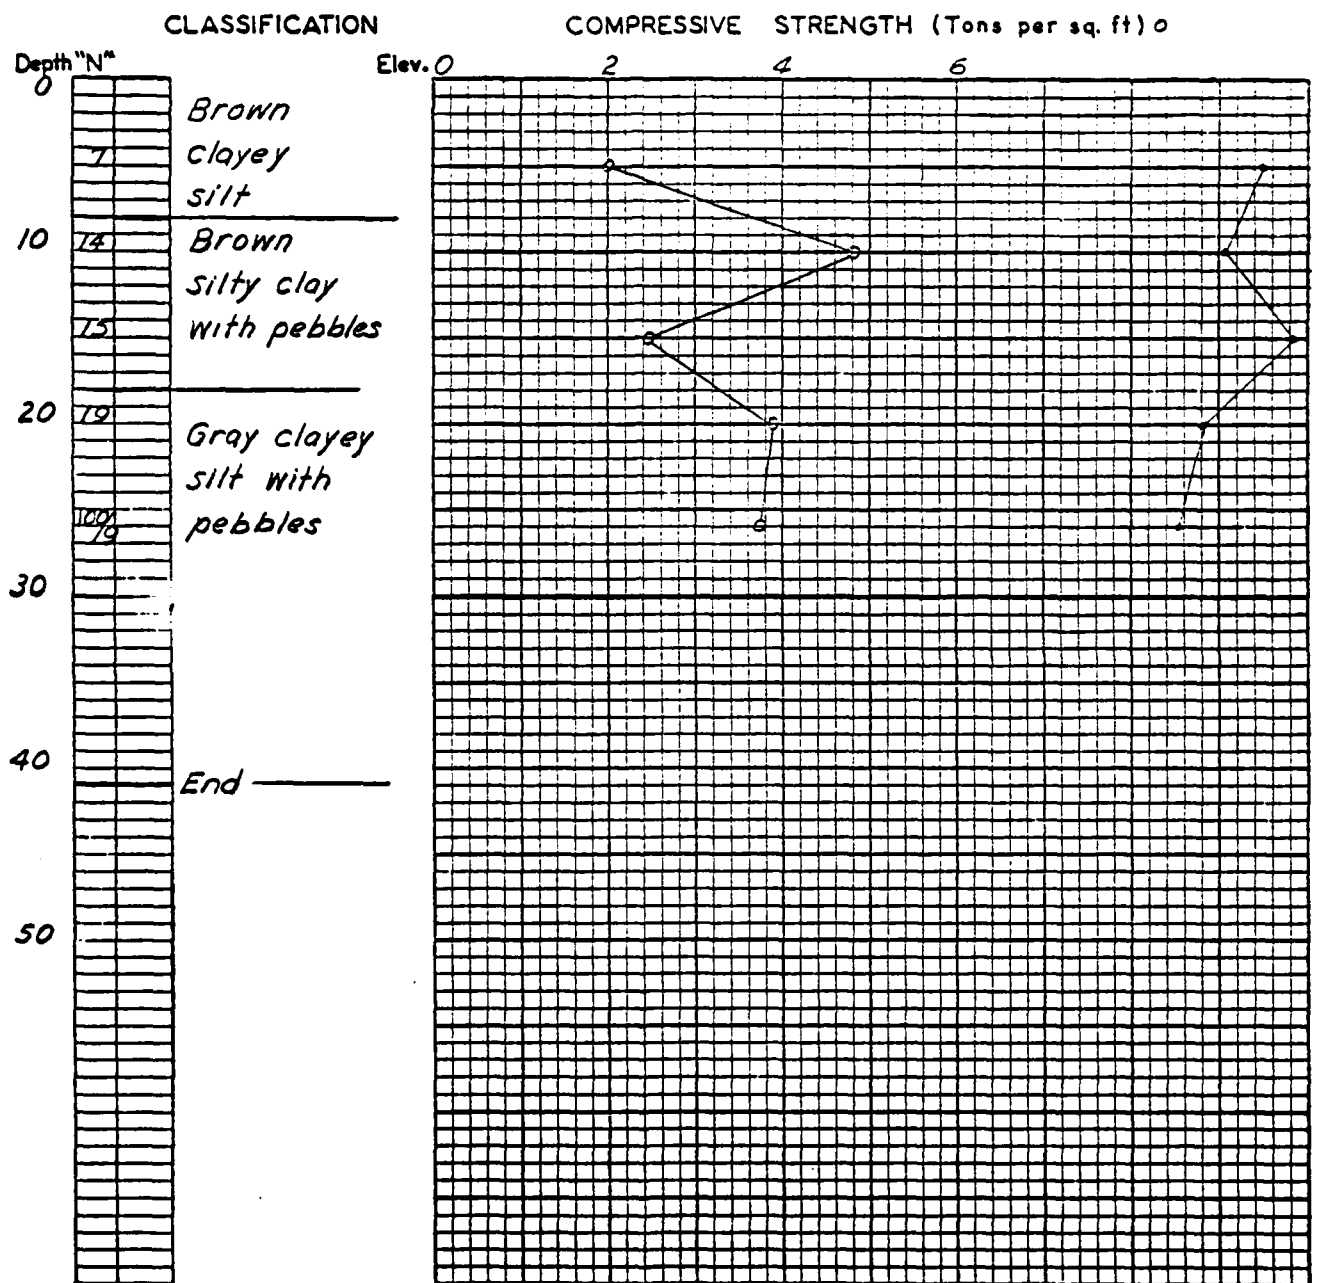 CLASSIFICATION
COMPRESSIVE STRENGTH (Tons per sq. ft) o
Depth "N"
Elev. 0 2 4 6
0
Brown
7 clayey
silt
10 14 Brown
silty clay
15 with pebbles
20 19
Gray clayey
silt with
100/9 pebbles
30
40
End
50